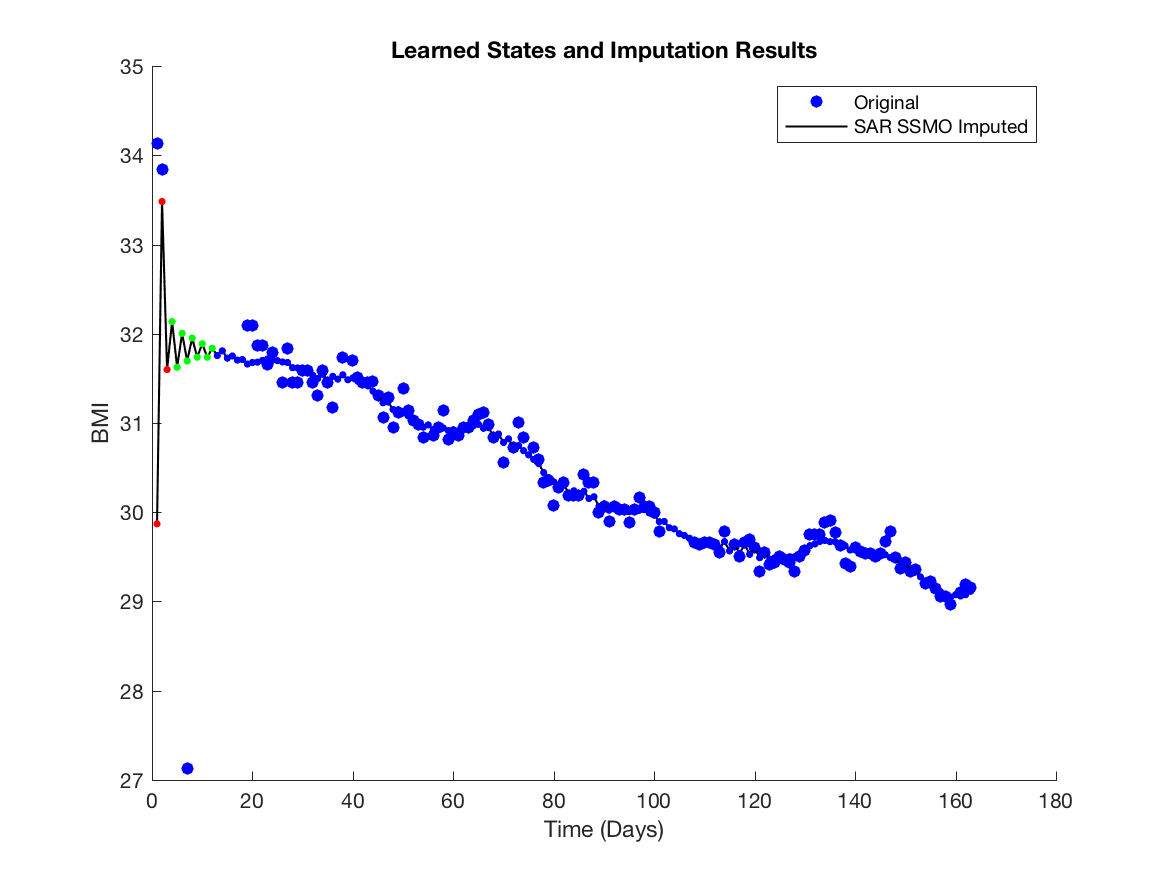 Learned States and Imputation Results
Original
SAR SSMO Imputed
BMI
35
34
33
32
31
30
29
28
27
0 20 40 60 80 100 120 140 160 180
Time (Days)